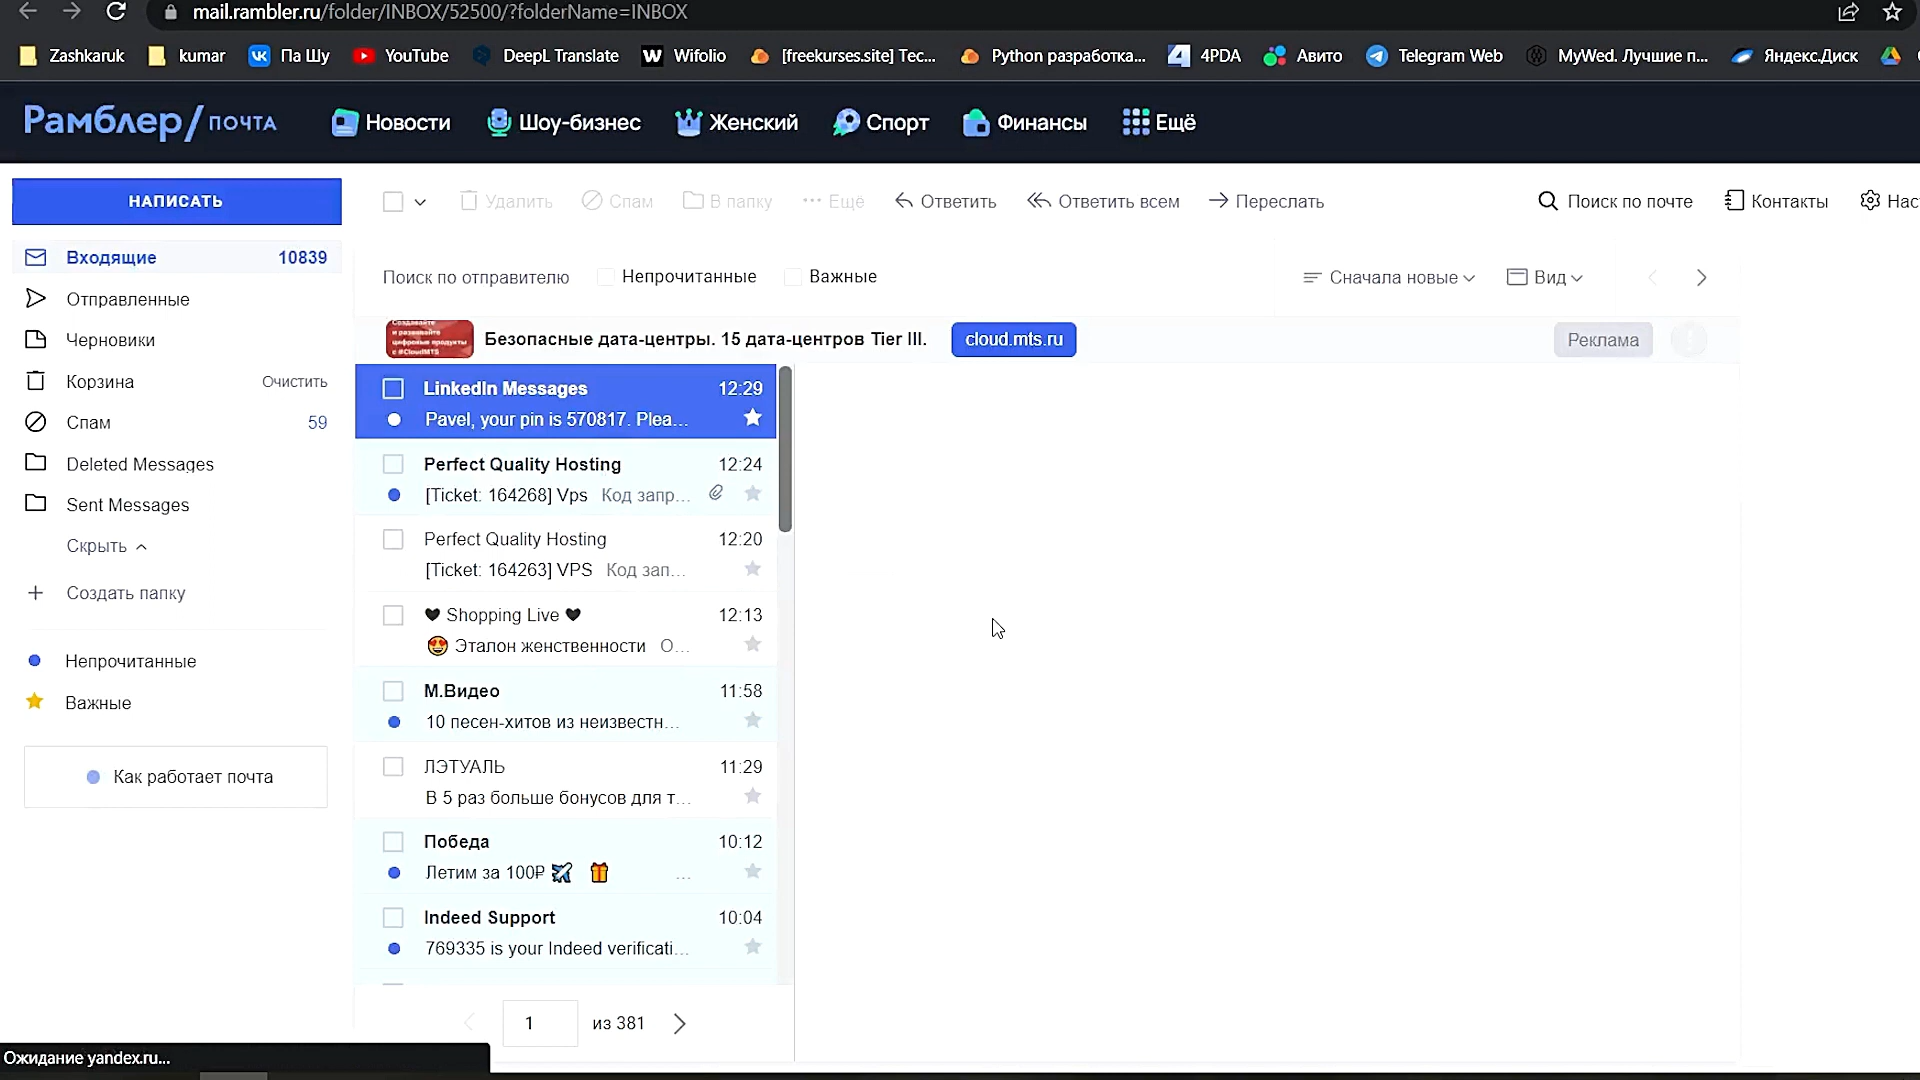 mail.rambler.ru/folder/INBOX/52500/?folderName=INBOX
Zashkaruk kumar Па Шу YouTube DeepL Translate W Wifolio [freekurses.site] Tec... Python разработка... 4PDA Авито Telegram Web MyWed. Лучшие п... Яндекс.Диск
Рамблер/ПОЧТА Новости Шоу-бизнес Женский Спорт Финансы Ещё
НАПИСАТЬ
Удалить Спам В папку ··· Ещё Ответить Ответить всем Переслать Поиск по почте Контакты Нас
Входящие 10839
Отправленные
Черновики
Корзина Очистить
Спам 59
Deleted Messages
Sent Messages
Скрыть
+ Создать папку
Непрочитанные
Важные
Как работает почта
Поиск по отправителю Непрочитанные Важные Сначала новые Вид
и развивайте
цифровые продукты
с #CloudMTS
Безопасные дата-центры. 15 дата-центров Tier III. cloud.mts.ru Реклама
LinkedIn Messages 12:29
Pavel, your pin is 570817. Plea...
Perfect Quality Hosting 12:24
[Ticket: 164268] Vps Код запр...
Perfect Quality Hosting 12:20
[Ticket: 164263] VPS Код зап...
🖤 Shopping Live 🖤 12:13
😍 Эталон женственности О...
М.Видео 11:58
10 песен-хитов из неизвестн...
ЛЭТУАЛЬ 11:29
В 5 раз больше бонусов для т...
Победа 10:12
Летим за 100₽ ✈️ 🎁 ...
Indeed Support 10:04
769335 is your Indeed verificati...
1 из 381
Ожидание yandex.ru...